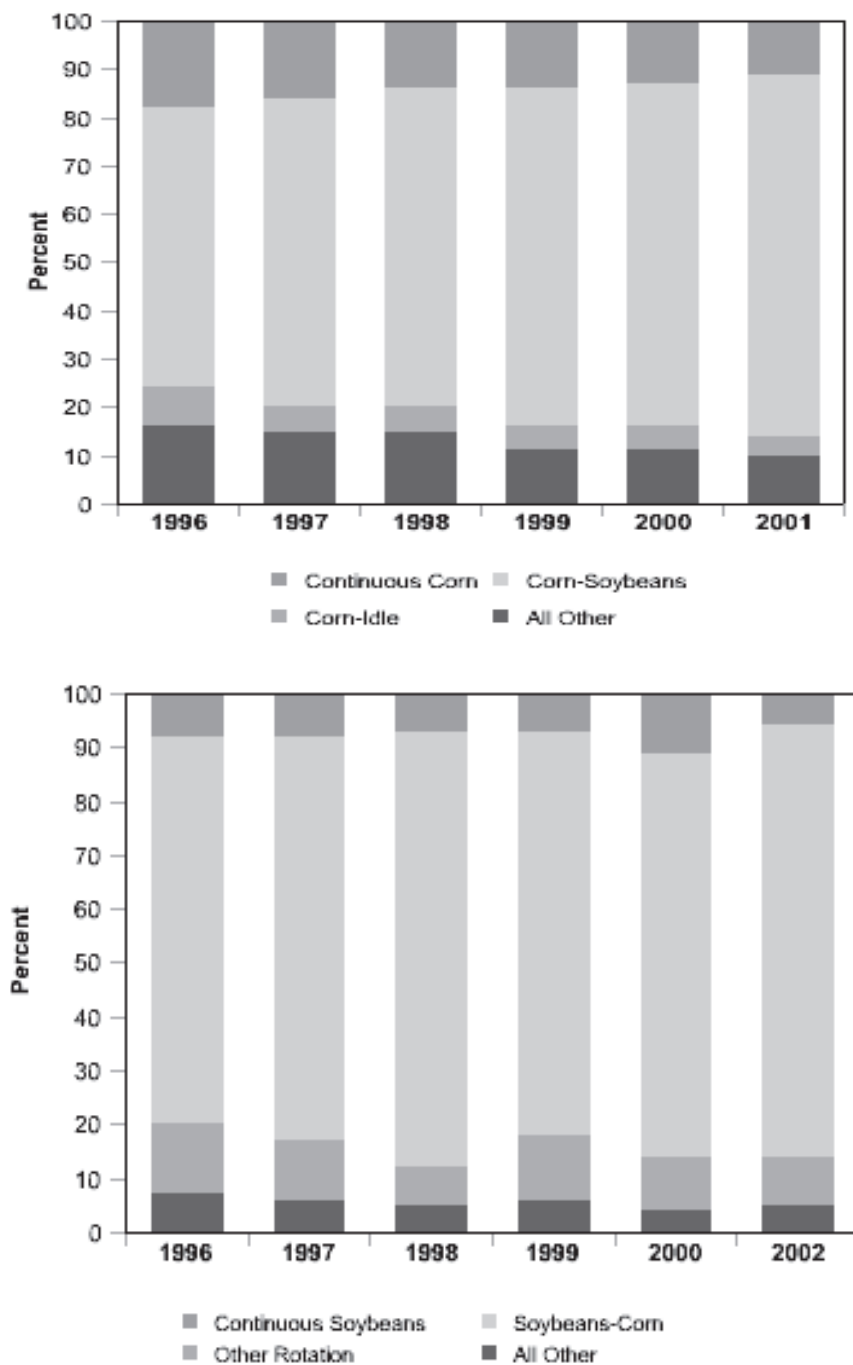 100
90
80
70
60
50
40
30
20
10
0
Percent
1996 1997 1998 1999 2000 2001
Continuous Corn Corn-Soybeans
Corn-Idle All Other
100
90
80
70
60
50
40
30
20
10
0
Percent
1996 1997 1998 1999 2000 2002
Continuous Soybeans Soybeans-Corn
Other Rotation All Other